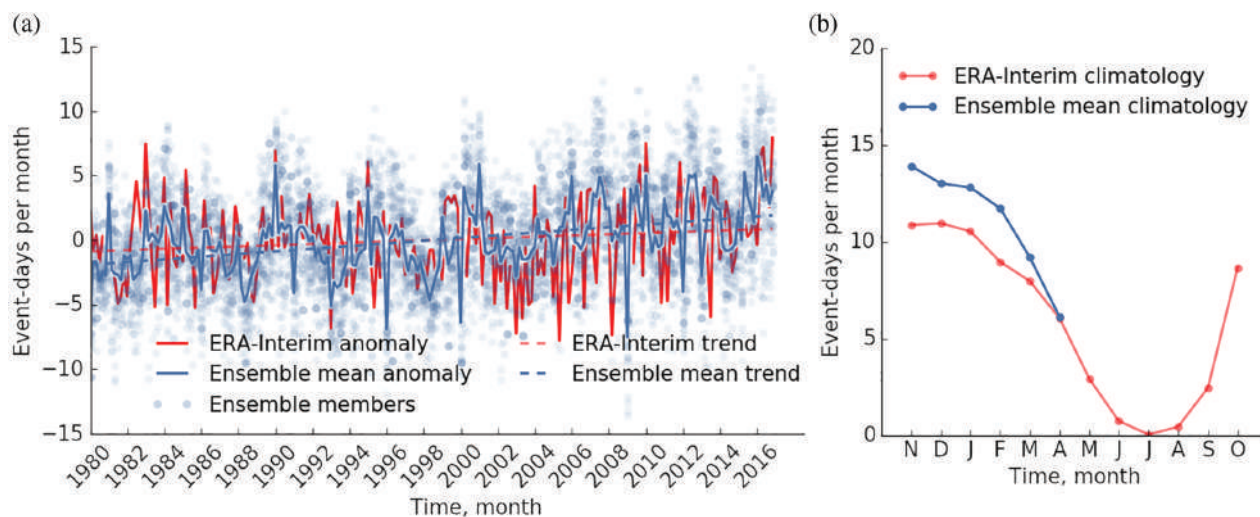 (a)
15
10
5
0
−5
−10
−15
Event-days per month
ERA-Interim anomaly
Ensemble mean anomaly
Ensemble members
ERA-Interim trend
Ensemble mean trend
1980 1982 1984 1986 1988 1990 1992 1994 1996 1998 2000 2002 2004 2006 2008 2010 2012 2014 2016
Time, month
(b)
20
15
10
5
0
Event-days per month
ERA-Interim climatology
Ensemble mean climatology
N D J F M A M J J A S O
Time, month